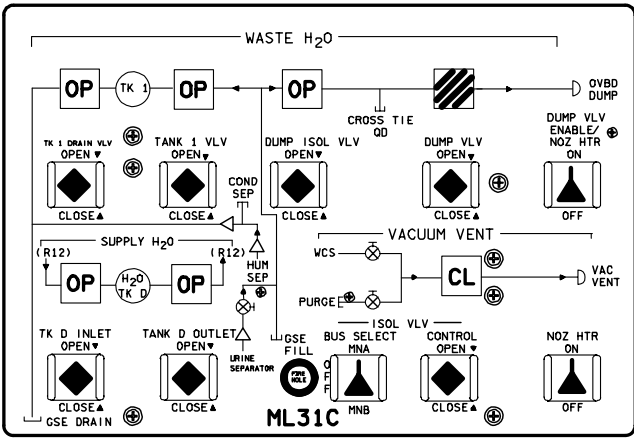 WASTE H2O
OP
TK 1
OP
OP
OVBD
DUMP
CROSS TIE
QD
DUMP VLV
ENABLE/
NOZ HTR
TK 1 DRAIN VLV
OPEN
TANK 1 VLV
OPEN
DUMP ISOL VLV
OPEN
DUMP VLV
OPEN
ON
CLOSE
CLOSE
CLOSE
CLOSE
OFF
COND
SEP
SUPPLY H2O
(R12)
(R12)
OP
H2O
TK D
OP
HUM
SEP
VACUUM VENT
WCS
CL
VAC
VENT
PURGE
TK D INLET
OPEN
TANK D OUTLET
OPEN
URINE
SEPARATOR
GSE
FILL
ISOL VLV
BUS SELECT
MNA
CONTROL
OPEN
NOZ HTR
ON
FIRE
HOLE
OFF
CLOSE
CLOSE
MNB
CLOSE
OFF
GSE DRAIN
ML31C